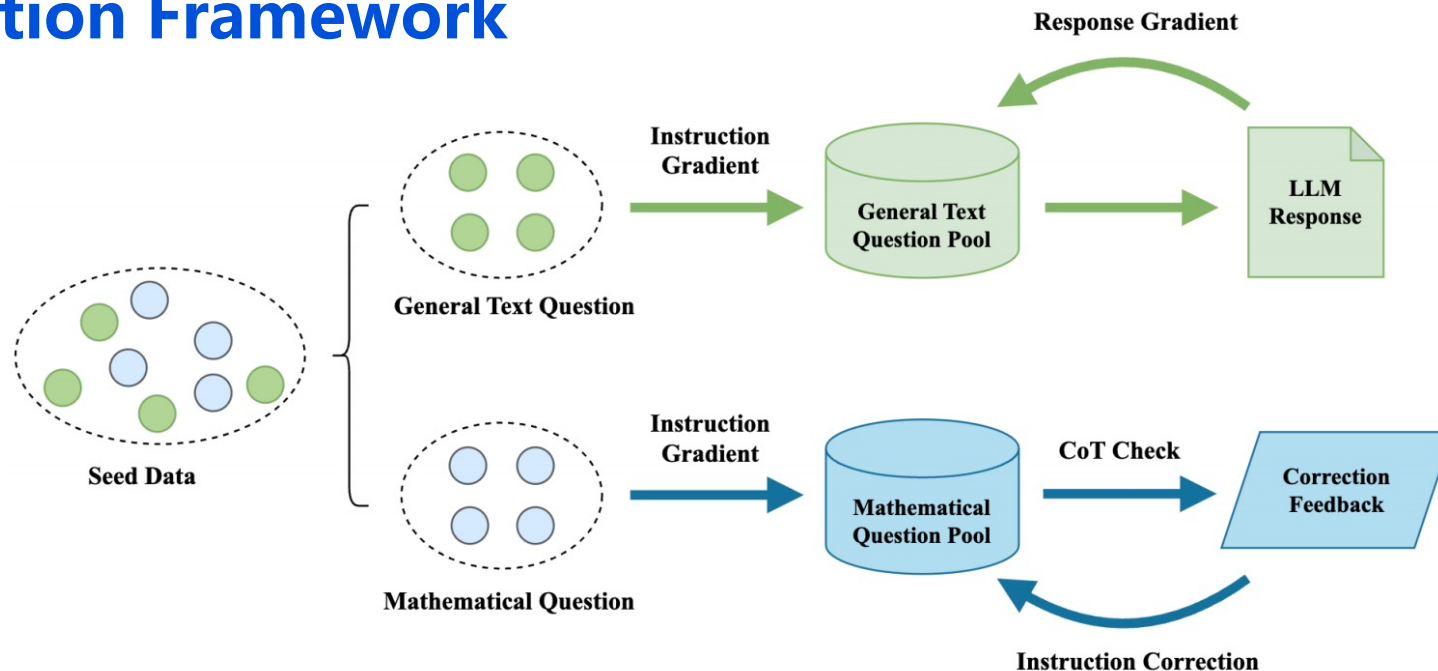 tion Framework
Response Gradient
Instruction
Gradient
General Text
Question Pool
LLM
Response
General Text Question
Seed Data
Instruction
Gradient
Mathematical
Question Pool
CoT Check
Correction
Feedback
Mathematical Question
Instruction Correction